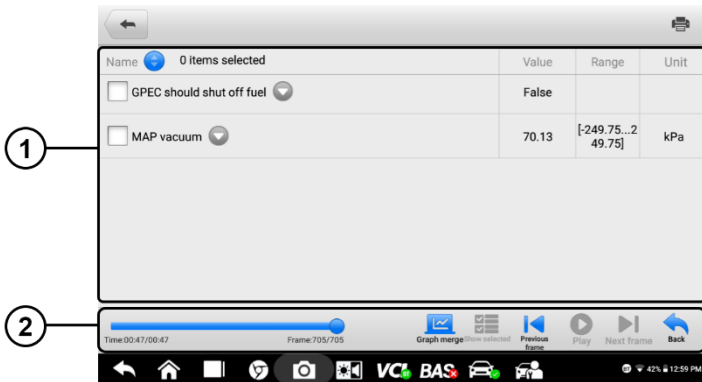 Name 0 items selected Value Range Unit
GPEC should shut off fuel False
MAP vacuum 70.13 [-249.75...2 kPa
49.75]
1
2
Time:00:47/00:47 Frame:705/705 Graph merge Show selected Previous Play Next frame Back
frame
VCI BAS 42% 12:59 PM